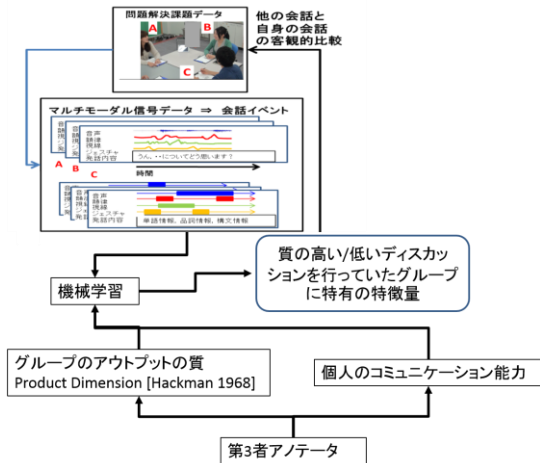 問題解決課題データ
A
B
C
他の会話と
自身の会話
の客観的比較
マルチモーダル信号データ ⇒ 会話イベント
音声
韻律
視線
ジェスチャ
発話内容
うん。・・についてどう思います？
A
B
C
時間
音声
韻律
視線
ジェスチャ
発話内容
単語情報、品詞情報、構文情報
機械学習
質の高い/低いディスカッ
ションを行っていたグループ
に特有の特徴量
グループのアウトプットの質
Product Dimension [Hackman 1968]
個人のコミュニケーション能力
第3者アノテータ